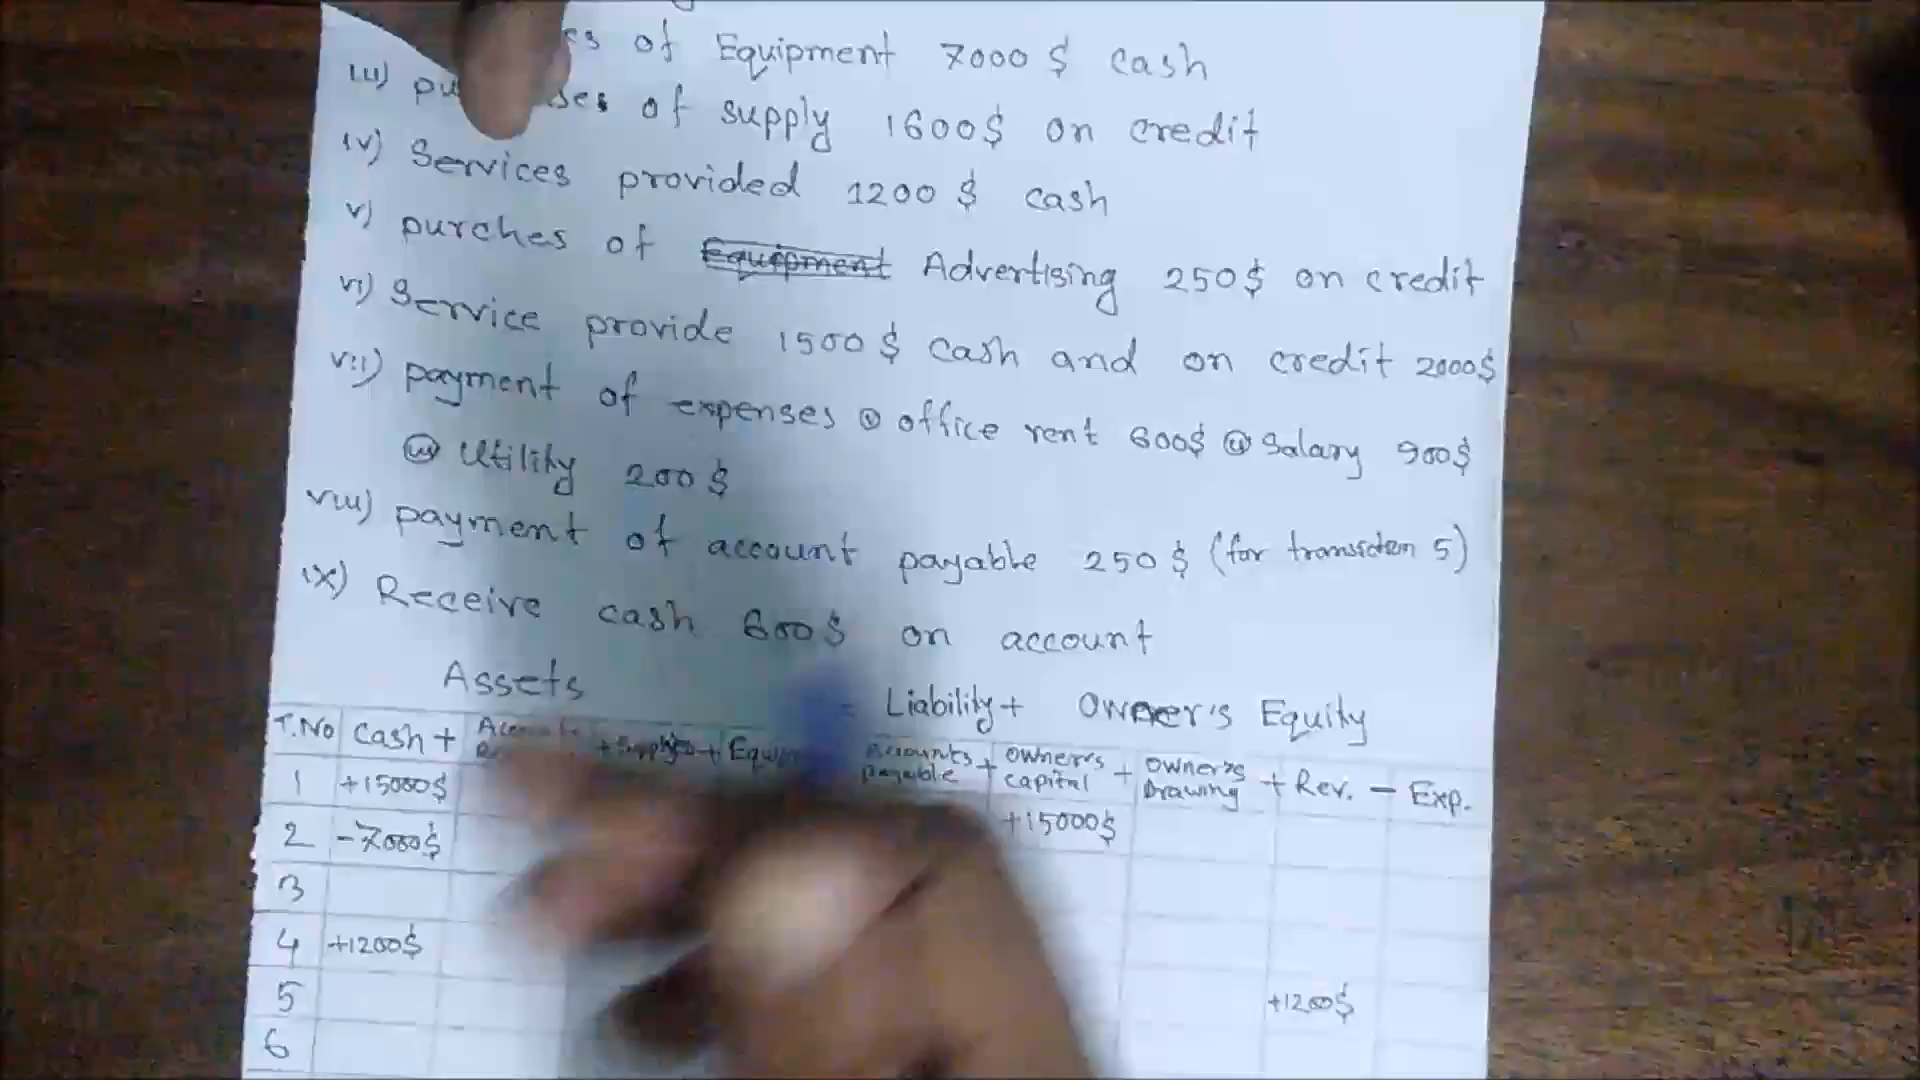 of Equipment 7000 $ cash
III) of supply 1600$ on credit
IV) Services provided 1200 $ cash
V) purches of Equipment Advertising 250$ on credit
VI) Service provide 1500$ cash and on credit 2000$
VII) payment of expenses ⓘ office rent 600$ ⓘⓘ Salary 900$
ⓘⓘⓘ Utility 200$
VIII) payment of account payable 250$ (for transiction 5)
IX) Receive cash 600$ on account
Assets = Liability + Owner's Equity
T.No Cash + + + Accounts payable + Owner's capital + Owner's Drawing + Rev. - Exp.
1 +15000$ +15000$
2 -7000$
3
4 +1200$ +1200$
5
6